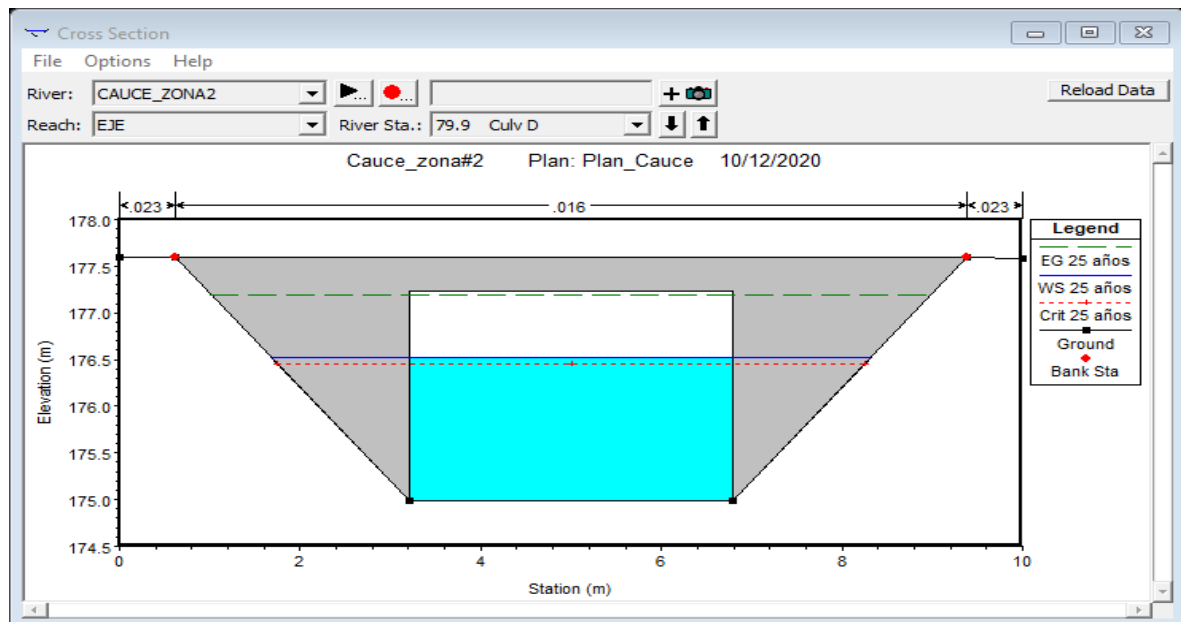 Cross Section
File Options Help
River: CAUCE_ZONA2 ... ... + Reload Data
Reach: EJE River Sta.: 79.9 Culv D
Cauce_zona#2 Plan: Plan_Cauce 10/12/2020
.023 .016 .023
178.0
177.5
177.0
176.5
176.0
175.5
175.0
174.5
Elevation (m)
0 2 4 6 8 10
Station (m)
Legend
EG 25 años
WS 25 años
Crit 25 años
Ground
Bank Sta